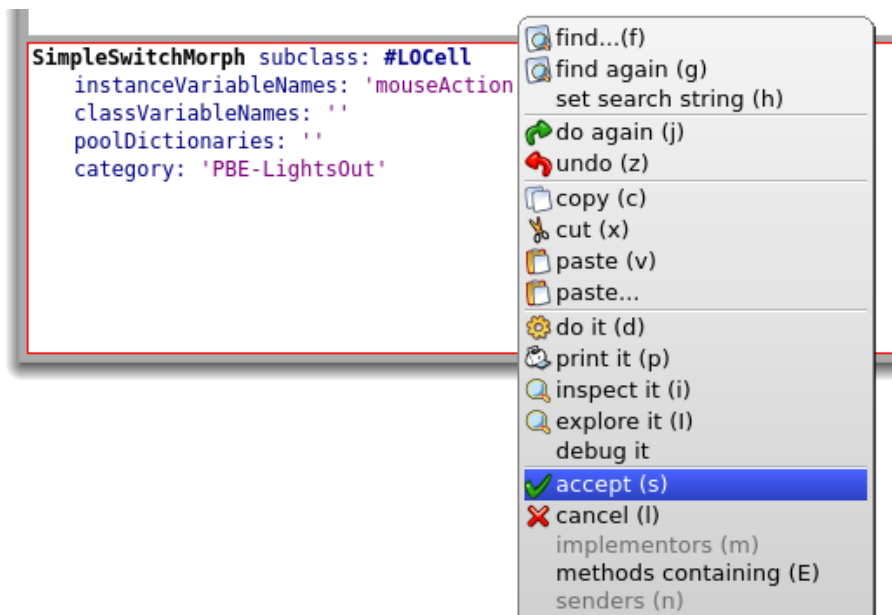 SimpleSwitchMorph subclass: #LOCell
instanceVariableNames: 'mouseAction
classVariableNames: ''
poolDictionaries: ''
category: 'PBE-LightsOut'
find...(f)
find again (g)
set search string (h)
do again (j)
undo (z)
copy (c)
cut (x)
paste (v)
paste...
do it (d)
print it (p)
inspect it (i)
explore it (I)
debug it
accept (s)
cancel (l)
implementors (m)
methods containing (E)
senders (n)